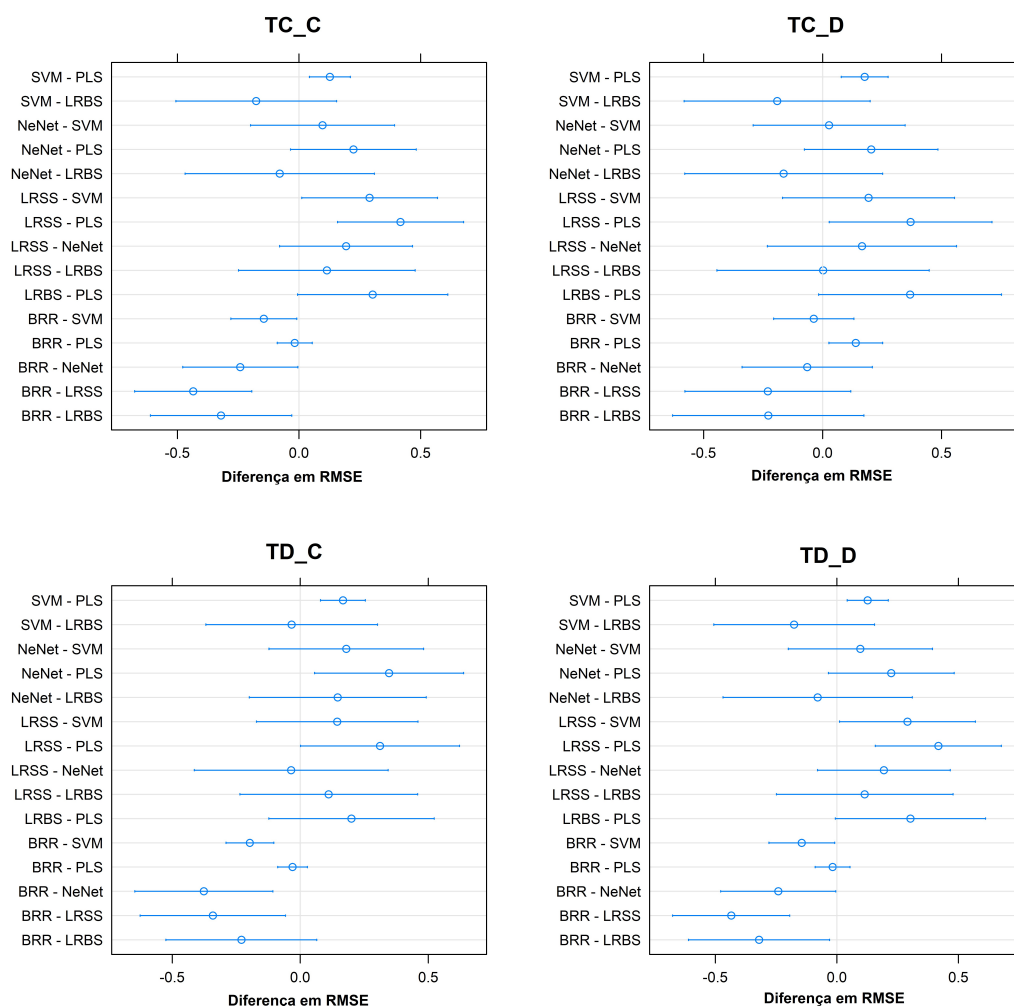 TC_C
SVM - PLS
SVM - LRBS
NeNet - SVM
NeNet - PLS
NeNet - LRBS
LRSS - SVM
LRSS - PLS
LRSS - NeNet
LRSS - LRBS
LRBS - PLS
BRR - SVM
BRR - PLS
BRR - NeNet
BRR - LRSS
BRR - LRBS
-0.5 0.0 0.5
Diferença em RMSE
TC_D
SVM - PLS
SVM - LRBS
NeNet - SVM
NeNet - PLS
NeNet - LRBS
LRSS - SVM
LRSS - PLS
LRSS - NeNet
LRSS - LRBS
LRBS - PLS
BRR - SVM
BRR - PLS
BRR - NeNet
BRR - LRSS
BRR - LRBS
-0.5 0.0 0.5
Diferença em RMSE
TD_C
SVM - PLS
SVM - LRBS
NeNet - SVM
NeNet - PLS
NeNet - LRBS
LRSS - SVM
LRSS - PLS
LRSS - NeNet
LRSS - LRBS
LRBS - PLS
BRR - SVM
BRR - PLS
BRR - NeNet
BRR - LRSS
BRR - LRBS
-0.5 0.0 0.5
Diferença em RMSE
TD_D
SVM - PLS
SVM - LRBS
NeNet - SVM
NeNet - PLS
NeNet - LRBS
LRSS - SVM
LRSS - PLS
LRSS - NeNet
LRSS - LRBS
LRBS - PLS
BRR - SVM
BRR - PLS
BRR - NeNet
BRR - LRSS
BRR - LRBS
-0.5 0.0 0.5
Diferença em RMSE